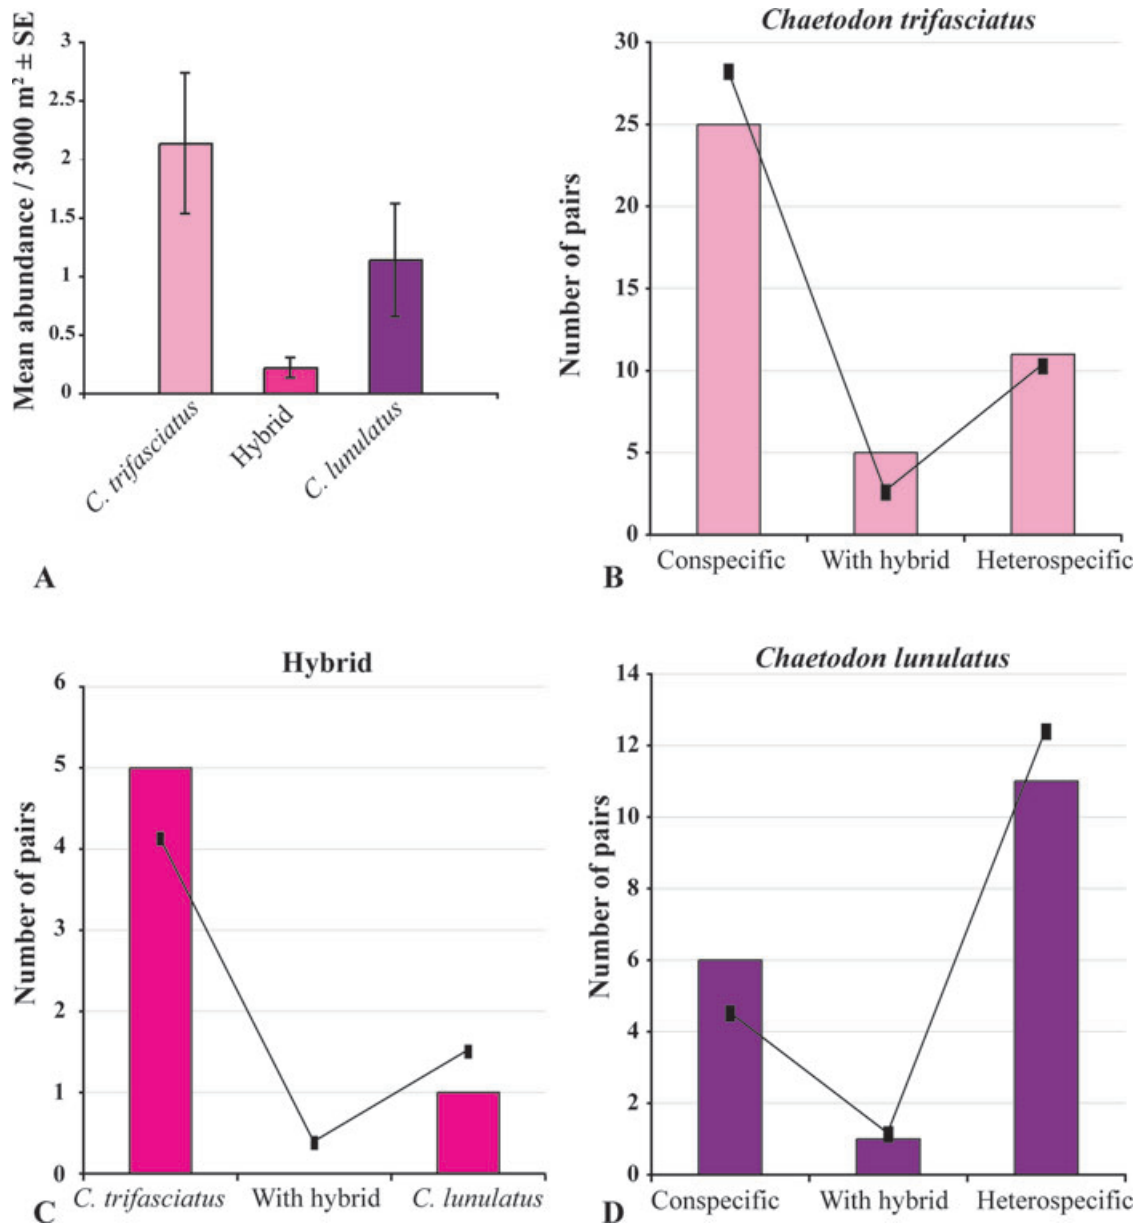 Mean abundance / 3000 m² ± SE
3
2.5
2
1.5
1
0.5
0
C. trifasciatus
Hybrid
C. lunulatus
A
Chaetodon trifasciatus
Number of pairs
30
25
20
15
10
5
0
Conspecific
With hybrid
Heterospecific
B
Hybrid
Number of pairs
6
5
4
3
2
1
0
C. trifasciatus
With hybrid
C. lunulatus
C
Chaetodon lunulatus
Number of pairs
14
12
10
8
6
4
2
0
Conspecific
With hybrid
Heterospecific
D